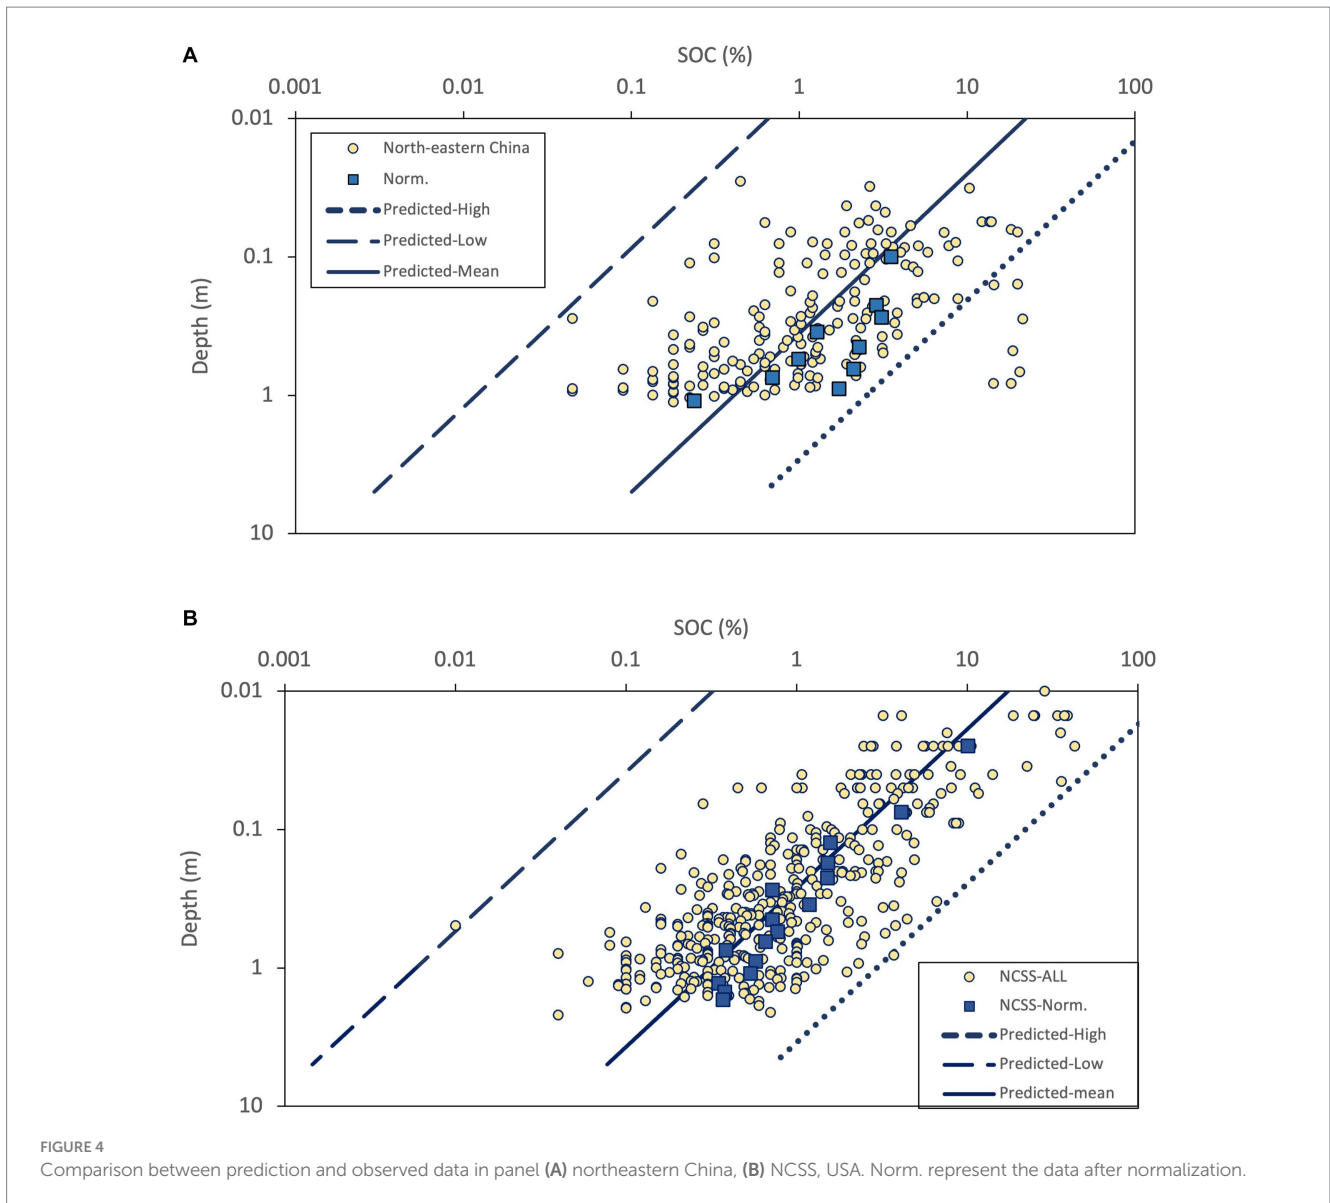 A
SOC (%)
0.001 0.01 0.1 1 10 100
0.01
North-eastern China
Norm.
Predicted-High
Predicted-Low
Predicted-Mean
0.1
Depth (m)
1
10
B
SOC (%)
0.001 0.01 0.1 1 10 100
0.01
0.1
Depth (m)
1
NCSS-ALL
NCSS-Norm.
Predicted-High
Predicted-Low
Predicted-mean
10
FIGURE 4
Comparison between prediction and observed data in panel (A) northeastern China, (B) NCSS, USA. Norm. represent the data after normalization.